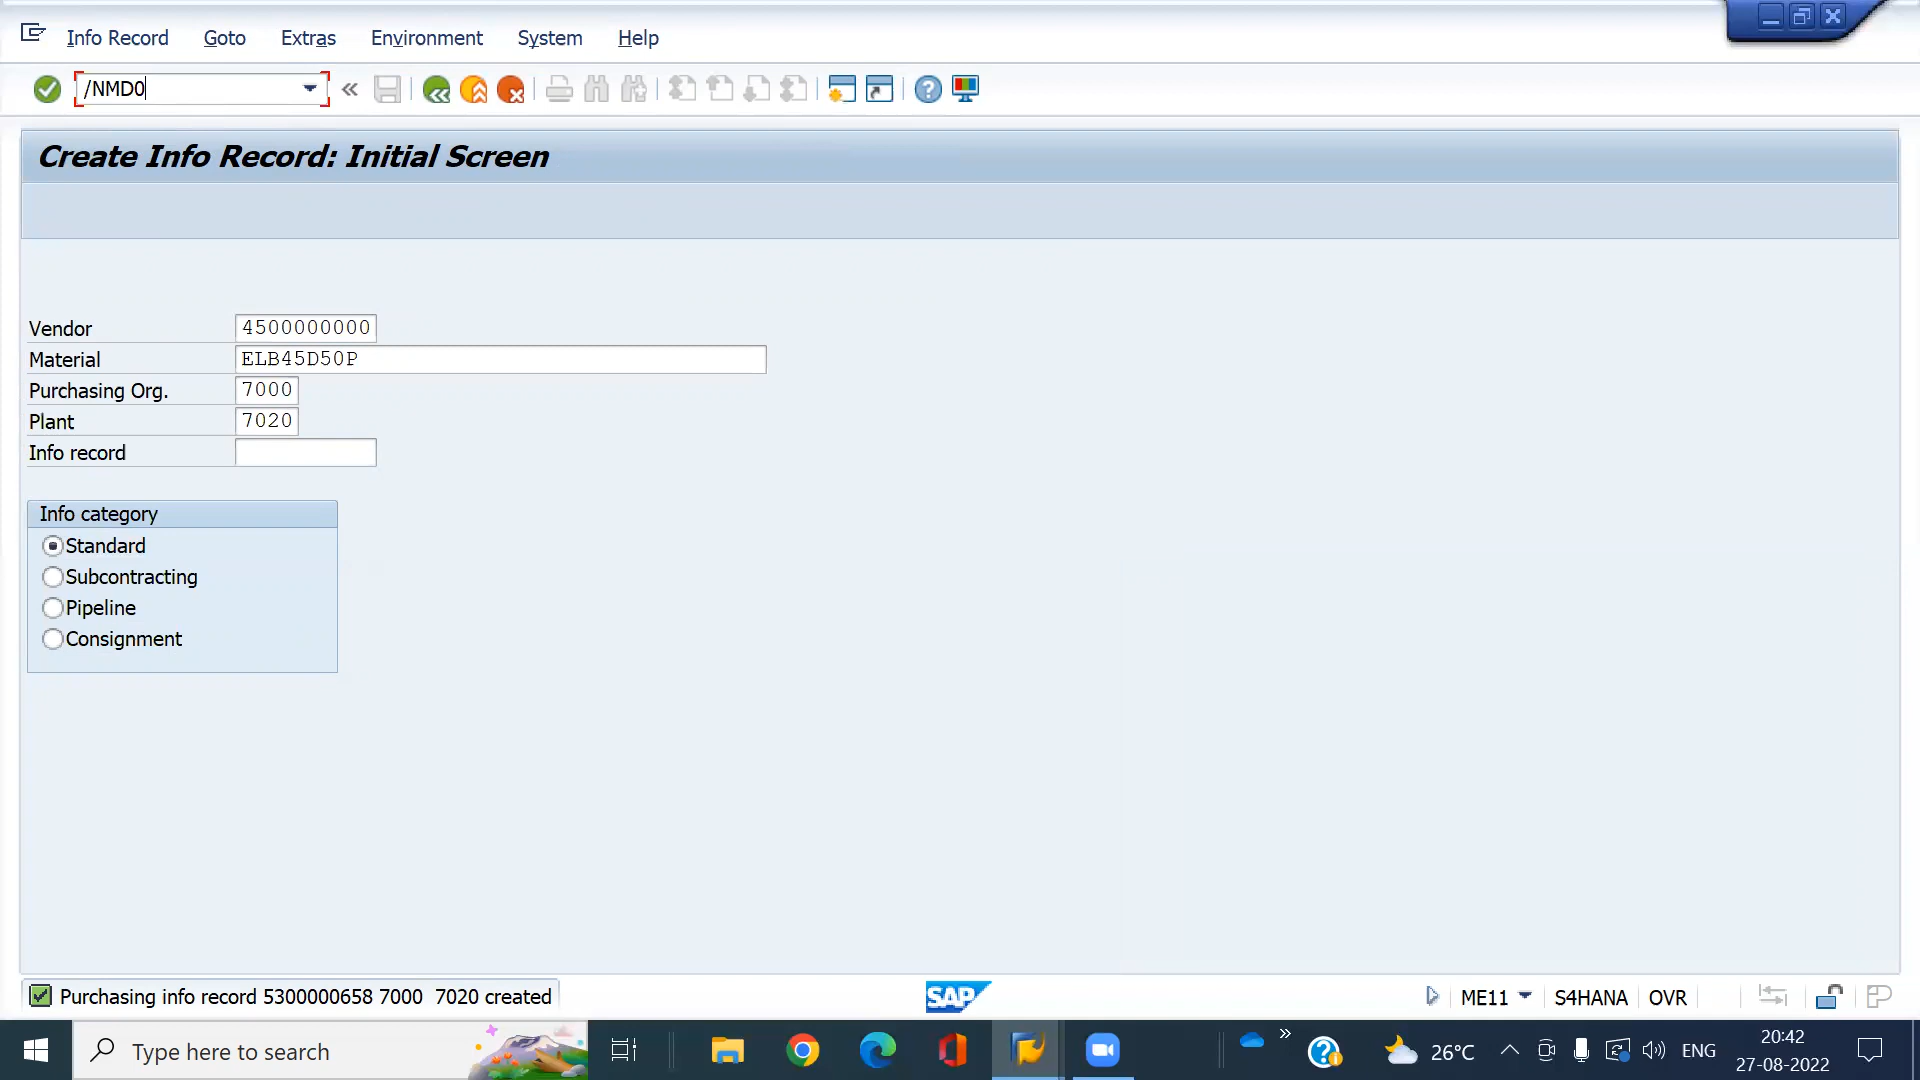 Info Record Goto Extras Environment System Help
/NMD0
Create Info Record: Initial Screen
Vendor 4500000000
Material ELB45D50P
Purchasing Org. 7000
Plant 7020
Info record
Info category
Standard
Subcontracting
Pipeline
Consignment
Purchasing info record 5300000658 7000 7020 created
SAP
ME11 S4HANA OVR
Type here to search
26°C
ENG
20:42
27-08-2022